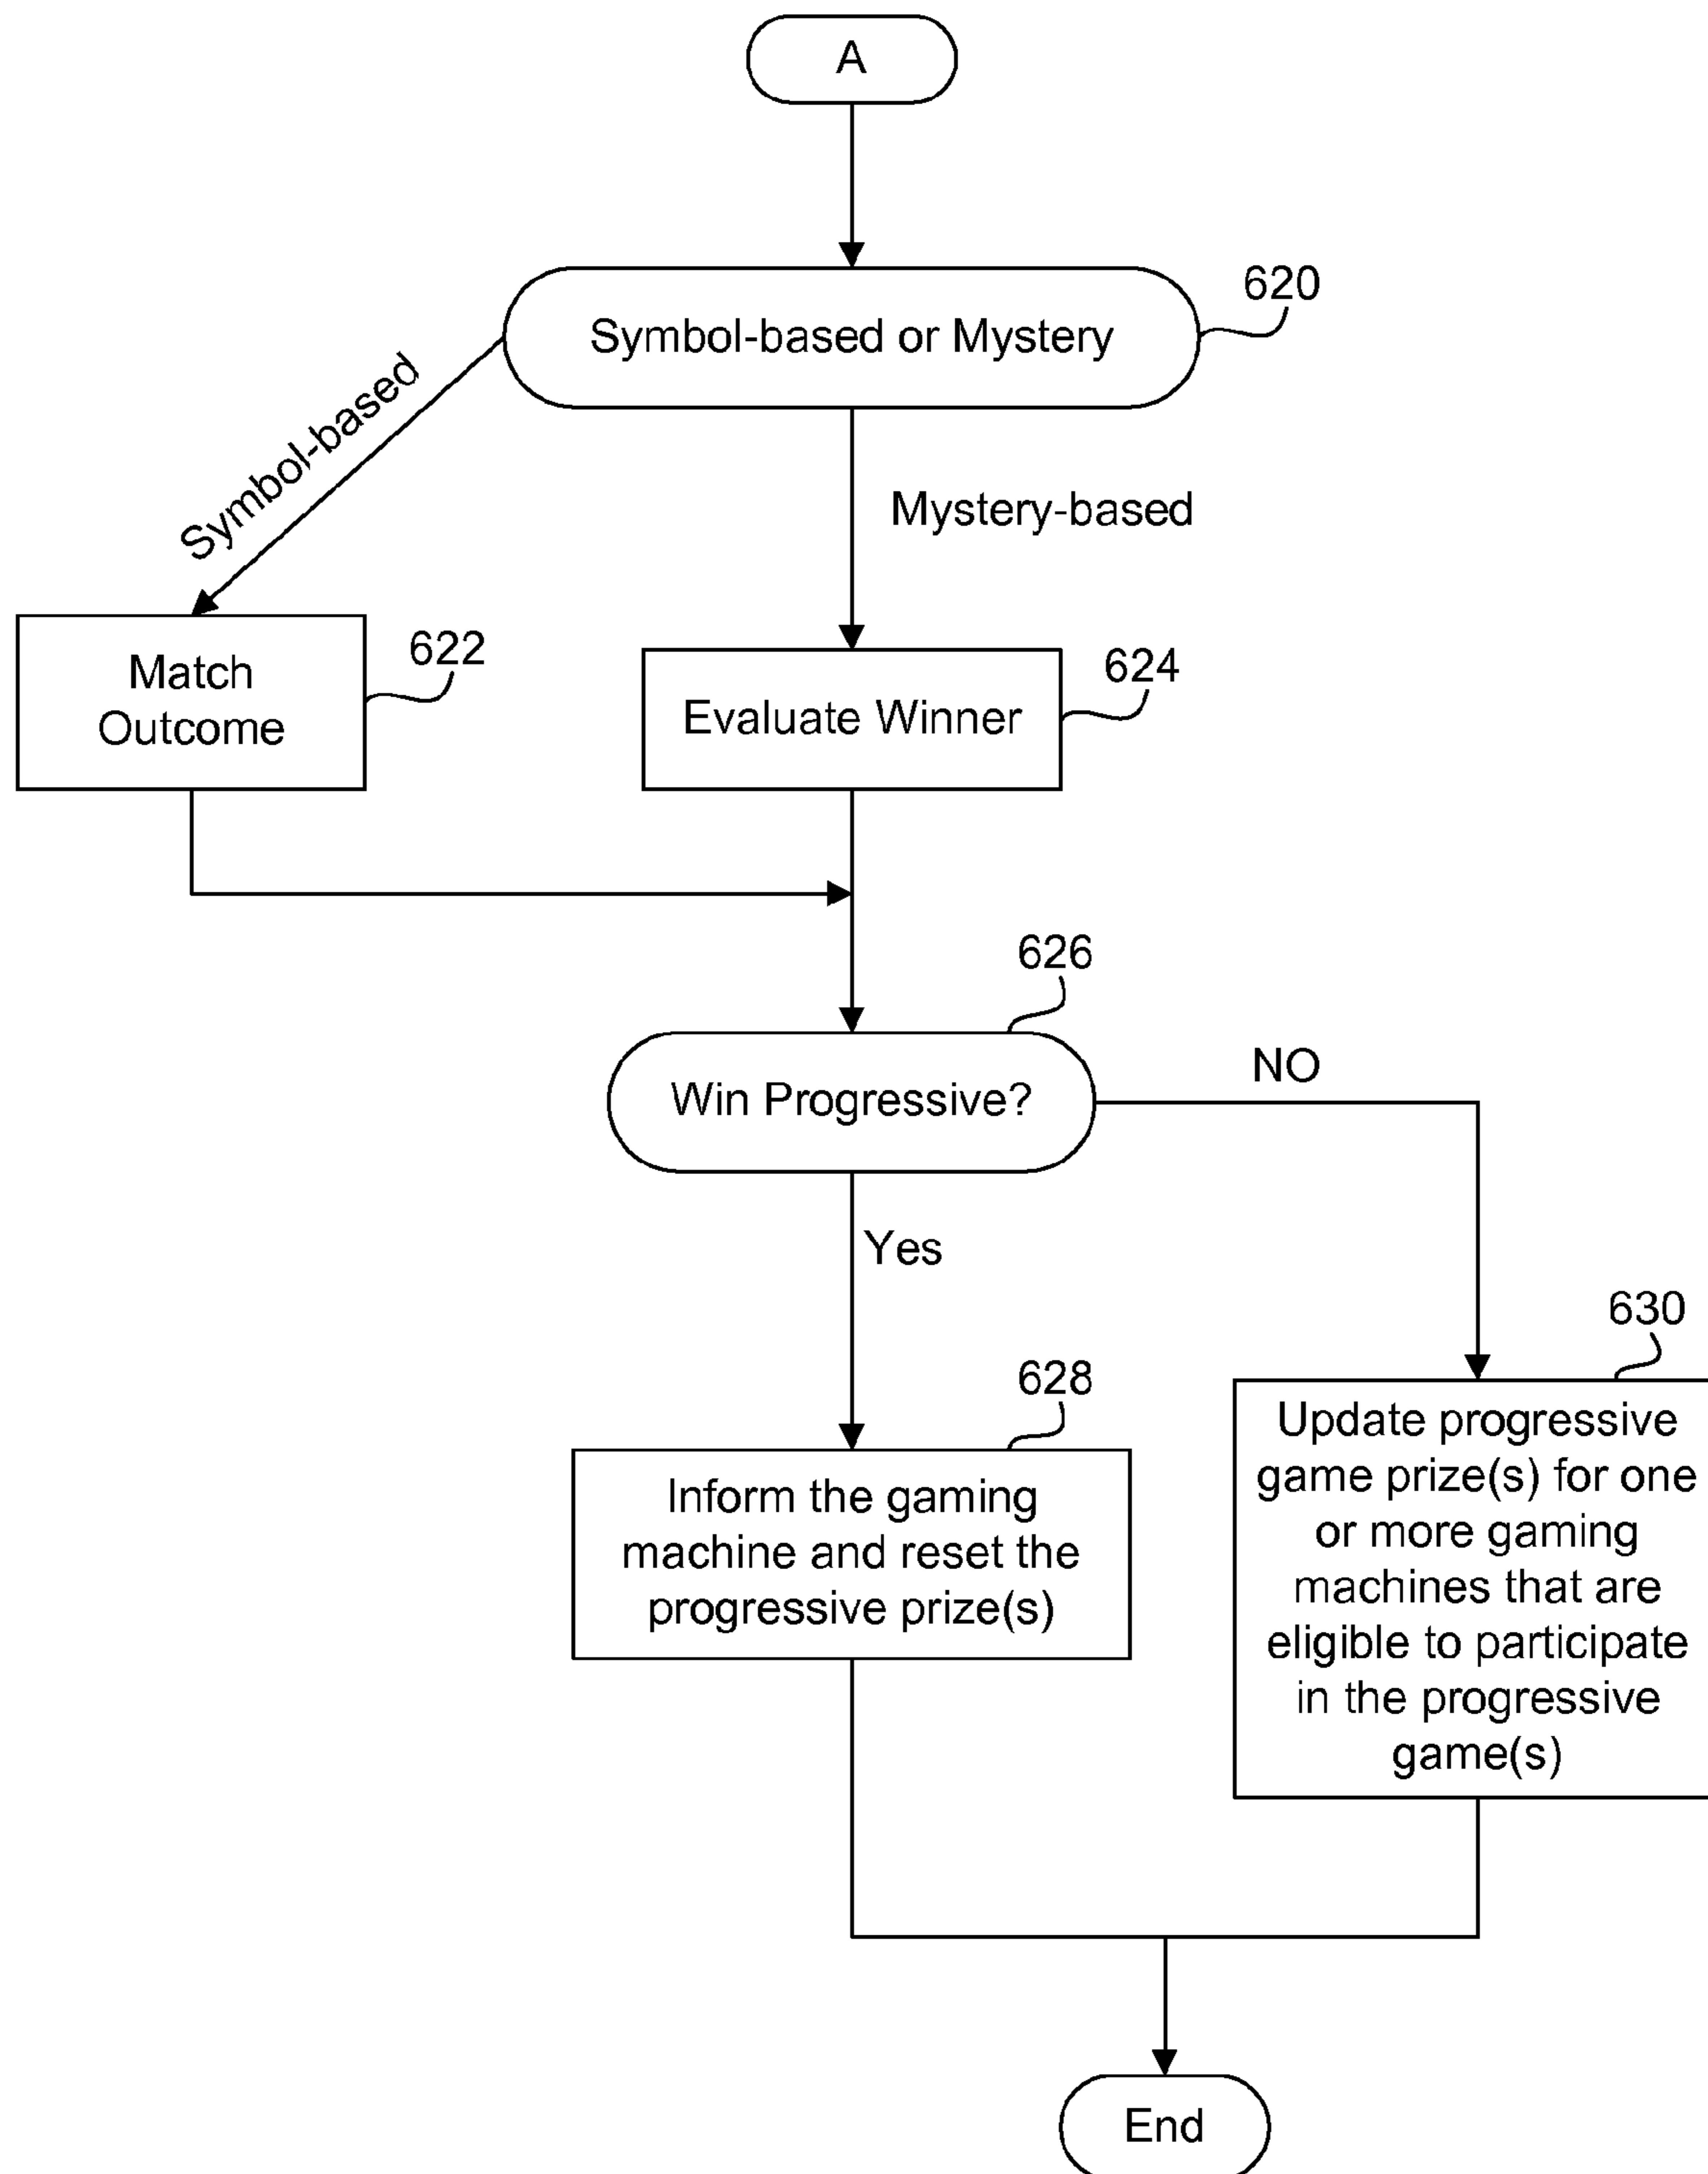 A
Symbol-based or Mystery
620
Symbol-based
Mystery-based
Match
Outcome
622
Evaluate Winner
624
626
Win Progressive?
NO
Yes
628
Inform the gaming
machine and reset the
progressive prize(s)
630
Update progressive
game prize(s) for one
or more gaming
machines that are
eligible to participate
in the progressive
game(s)
End